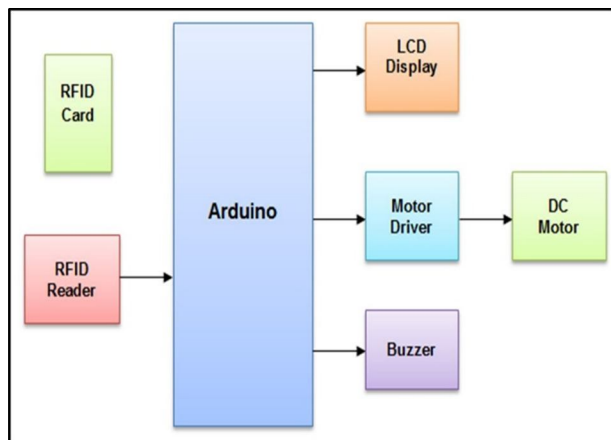 RFID
Card
RFID
Reader
Arduino
LCD
Display
Motor
Driver
DC
Motor
Buzzer